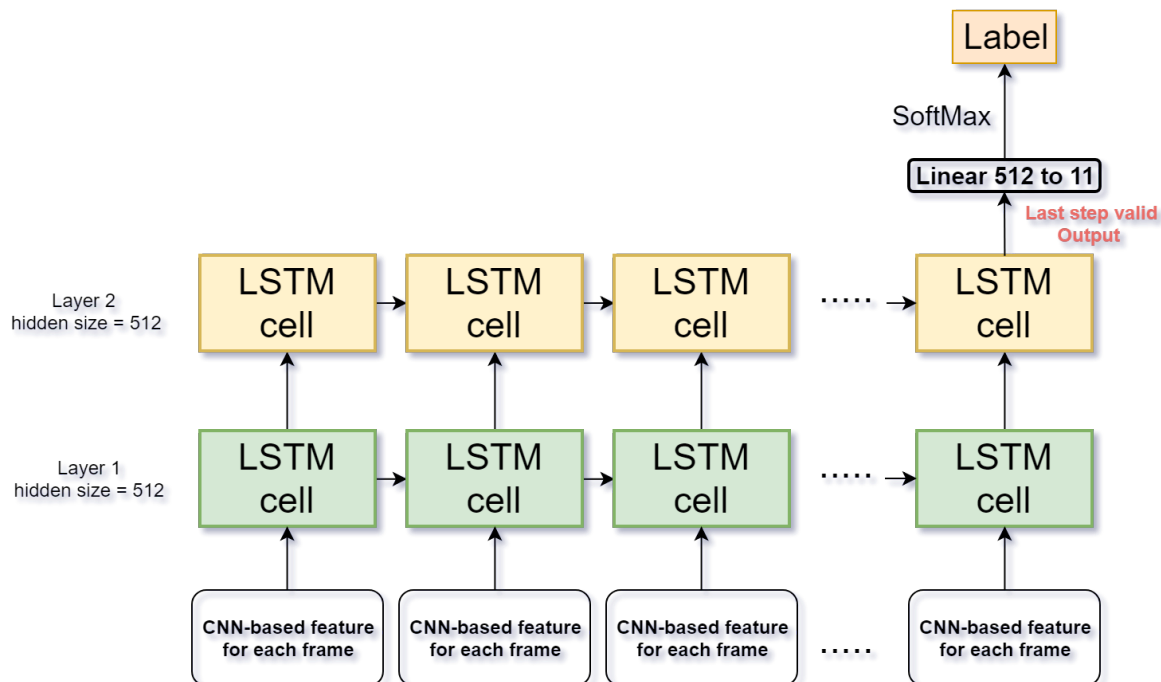 Label
SoftMax
Linear 512 to 11
Last step valid
Output
Layer 2
hidden size = 512
LSTM
cell
LSTM
cell
LSTM
cell
.....
LSTM
cell
Layer 1
hidden size = 512
LSTM
cell
LSTM
cell
LSTM
cell
.....
LSTM
cell
CNN-based feature
for each frame
CNN-based feature
for each frame
CNN-based feature
for each frame
.....
CNN-based feature
for each frame